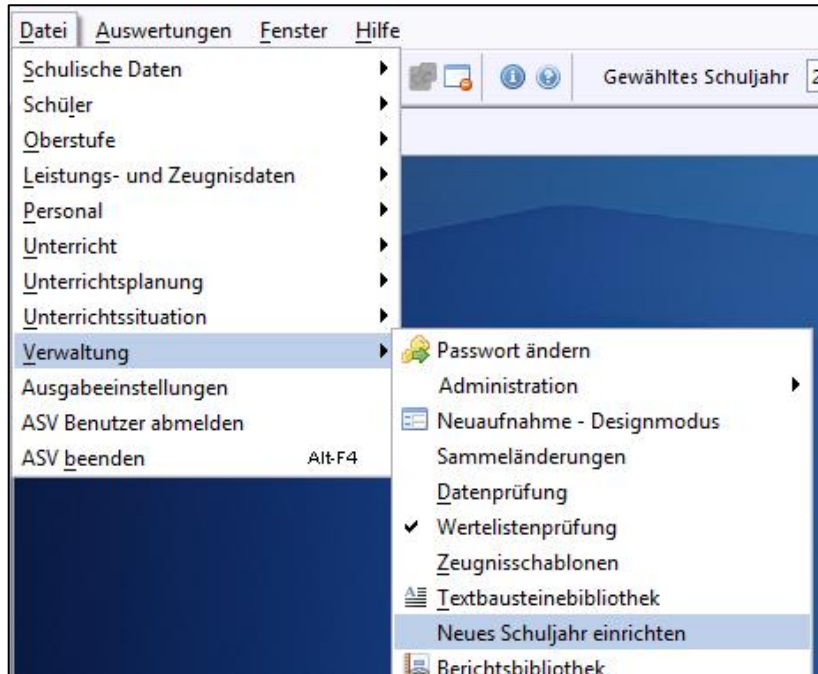 Datei Auswertungen Fenster Hilfe
Gewähltes Schuljahr 2
Schulische Daten
Schüler
Oberstufe
Leistungs- und Zeugnisdaten
Personal
Unterricht
Unterrichtsplanung
Unterrichtssituation
Verwaltung
Ausgabeeinstellungen
ASV Benutzer abmelden
ASV beenden Alt-F4
Passwort ändern
Administration
Neuaufnahme - Designmodus
Sammeländerungen
Datenprüfung
Wertelistenprüfung
Zeugnisschablonen
Textbausteinebibliothek
Neues Schuljahr einrichten
Berichtsbibliothek